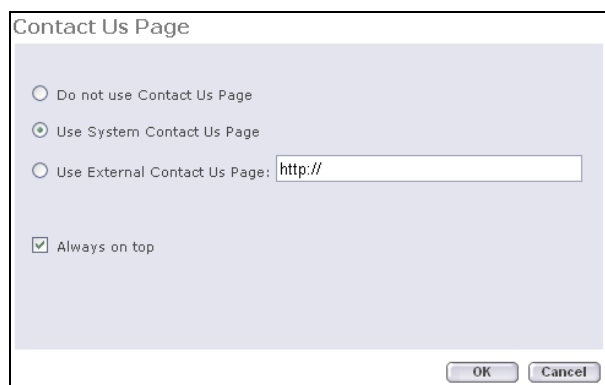 Contact Us Page
Do not use Contact Us Page
Use System Contact Us Page
Use External Contact Us Page: http://
Always on top
OK Cancel